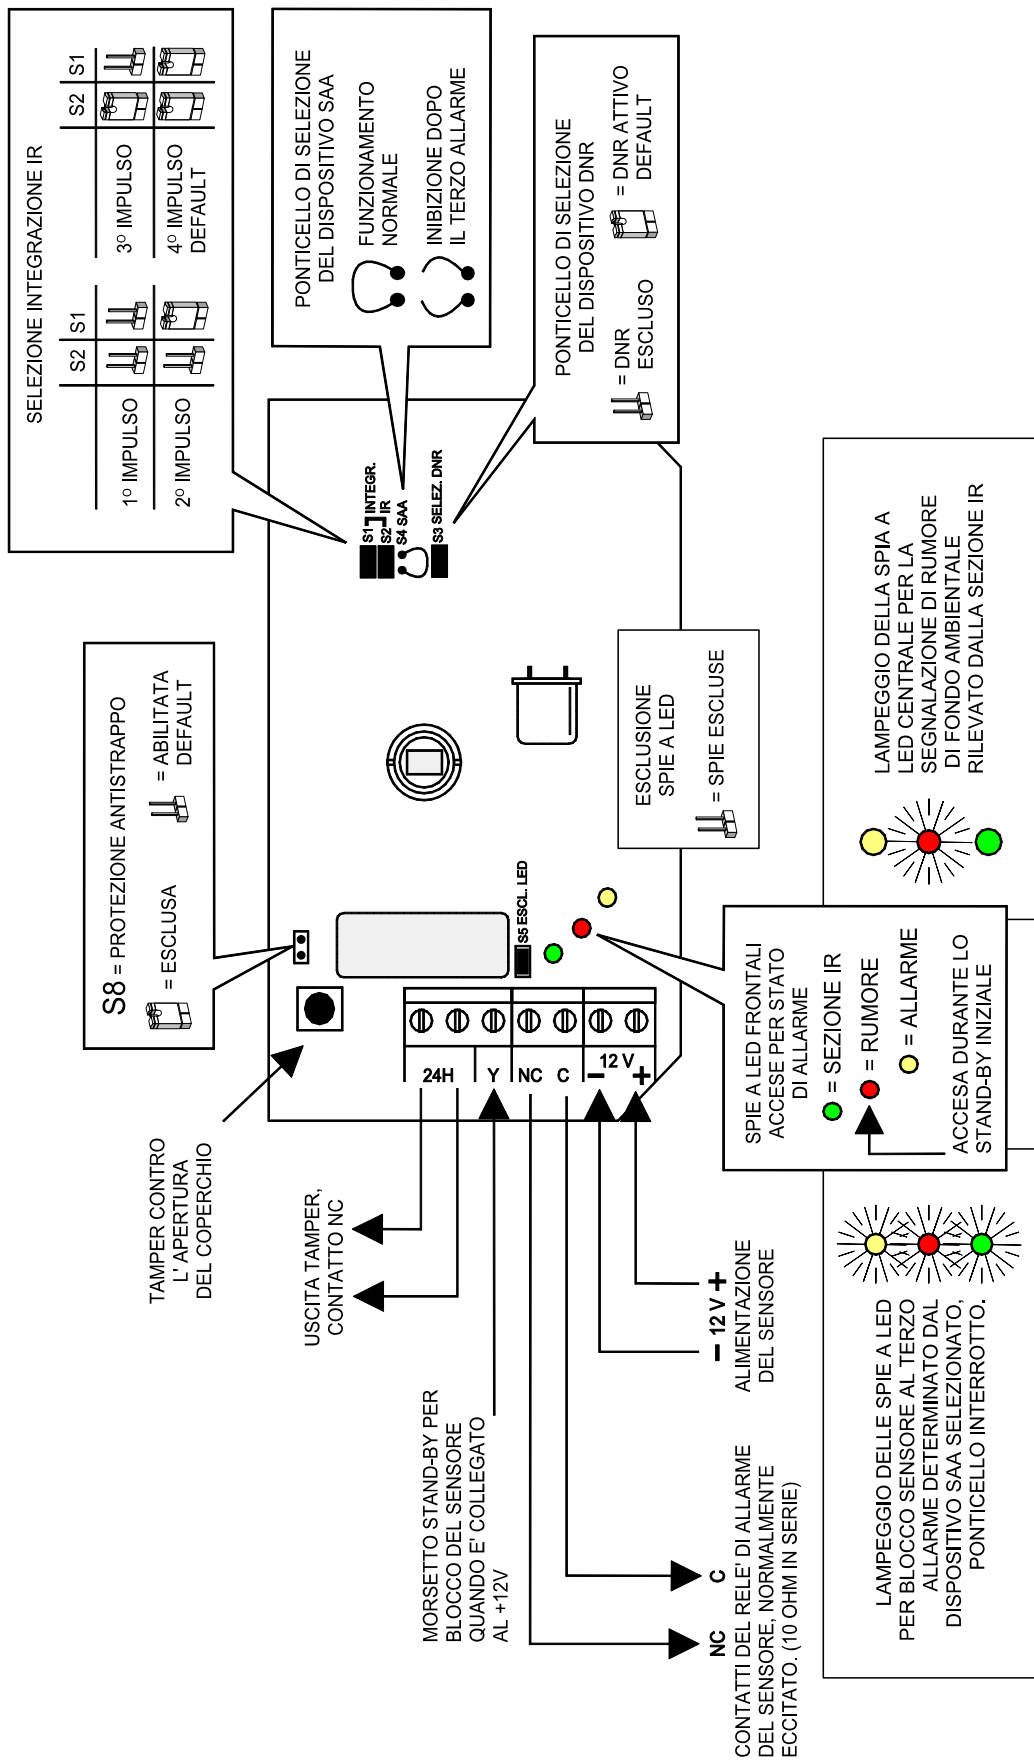 SELEZIONE INTEGRAZIONE IR
S2 S1
1º IMPULSO
2º IMPULSO
S2 S1
3º IMPULSO
4º IMPULSO
DEFAULT
PONTICELLO DI SELEZIONE
DEL DISPOSITIVO SAA
FUNZIONAMENTO
NORMALE
INIBIZIONE DOPO
IL TERZO ALLARME
PONTICELLO DI SELEZIONE
DEL DISPOSITIVO DNR
= DNR
ESCLUSO
= DNR ATTIVO
DEFAULT
S8 = PROTEZIONE ANTISTRAPPO
= ESCLUSA
= ABILITATA
DEFAULT
S1 INTEGR.
S2 IR
S4 SAA
S3 SELEZ. DNR
ESCLUSIONE
SPIE A LED
= SPIE ESCLUSE
S5 ESCL. LED
24H
Y
NC
C
12 V
– +
TAMPER CONTRO
L' APERTURA
DEL COPERCHIO
USCITA TAMPER,
CONTATTO NC
MORSETTO STAND-BY PER
BLOCCO DEL SENSORE
QUANDO E' COLLEGATO
AL +12V
NC C
CONTATTI DEL RELE' DI ALLARME
DEL SENSORE, NORMALMENTE
ECCITATO. (10 OHM IN SERIE)
– 12 V +
ALIMENTAZIONE
DEL SENSORE
SPIE A LED FRONTALI
ACCESE PER STATO
DI ALLARME
= SEZIONE IR
= RUMORE
= ALLARME
ACCESA DURANTE LO
STAND-BY INIZIALE
LAMPEGGIO DELLE SPIE A LED
PER BLOCCO SENSORE AL TERZO
ALLARME DETERMINATO DAL
DISPOSITIVO SAA SELEZIONATO,
PONTICELLO INTERROTTO.
LAMPEGGIO DELLA SPIA A
LED CENTRALE PER LA
SEGNALAZIONE DI RUMORE
DI FONDO AMBIENTALE
RILEVATO DALLA SEZIONE IR